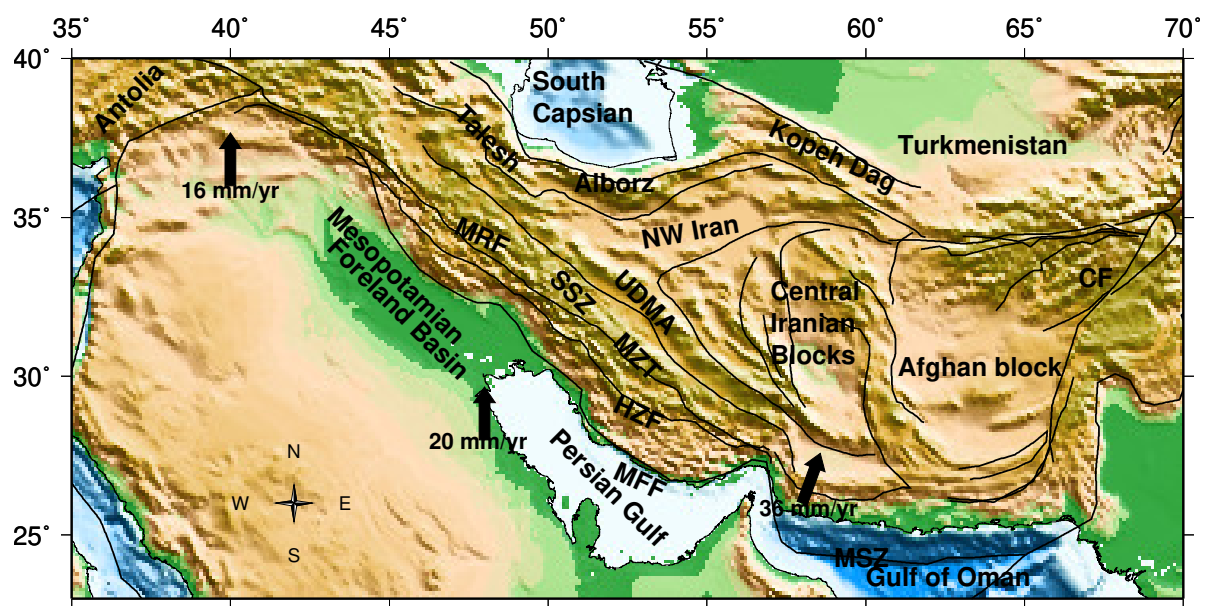 35° 40° 45° 50° 55° 60° 65° 70°
40°
35°
30°
25°
Antolia
16 mm/yr
South
Capsian
Talesh
Alborz
Kopeh Dag
Turkmenistan
Mesopotamian
Foreland Basin
MRF
NW Iran
SSZ
UDMA
MZT
HZF
Central
Iranian
Blocks
CF
Afghan block
20 mm/yr
Persian Gulf
MFF
36 mm/yr
MSZ
Gulf of Oman
N
W E
S